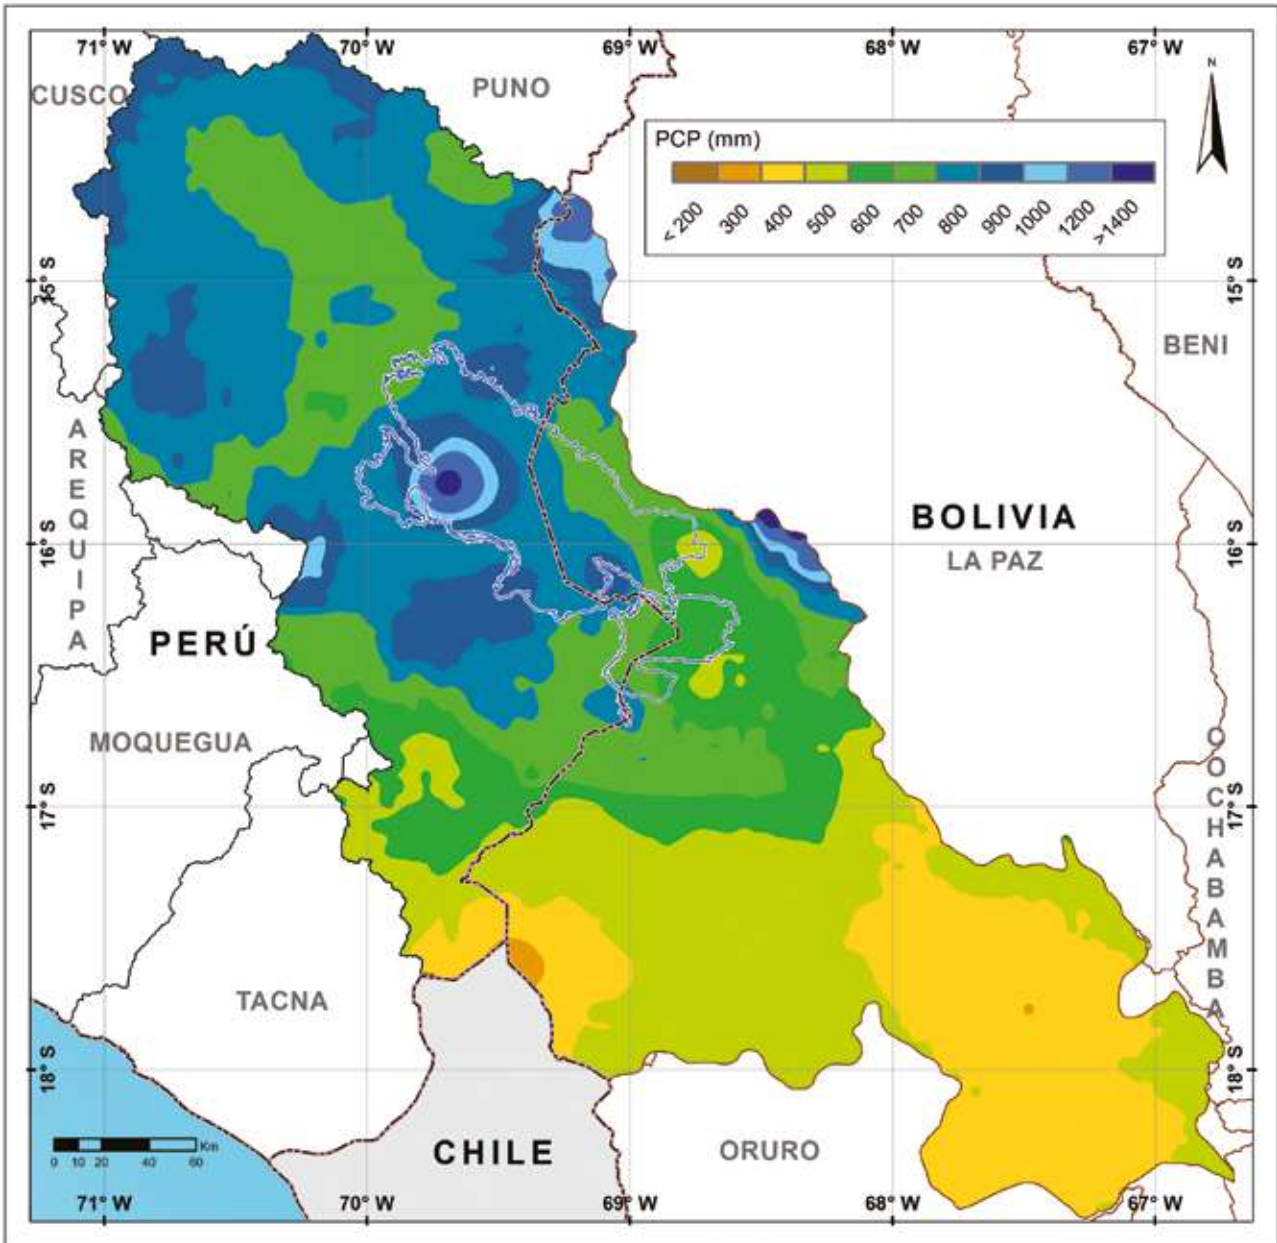 71° W 70° W 69° W 68° W 67° W
N
CUSCO
PUNO
PCP (mm)
< 200 300 400 500 600 700 800 900 1000 1200 >1400
15° S 15° S
BENI
AREQUIPA
BOLIVIA
16° S 16° S
LA PAZ
PERÚ
MOQUEGUA
17° S 17° S
COCHABAMBA
TACNA
18° S 18° S
CHILE
ORURO
Km
0 10 20 40 60
71° W 70° W 69° W 68° W 67° W